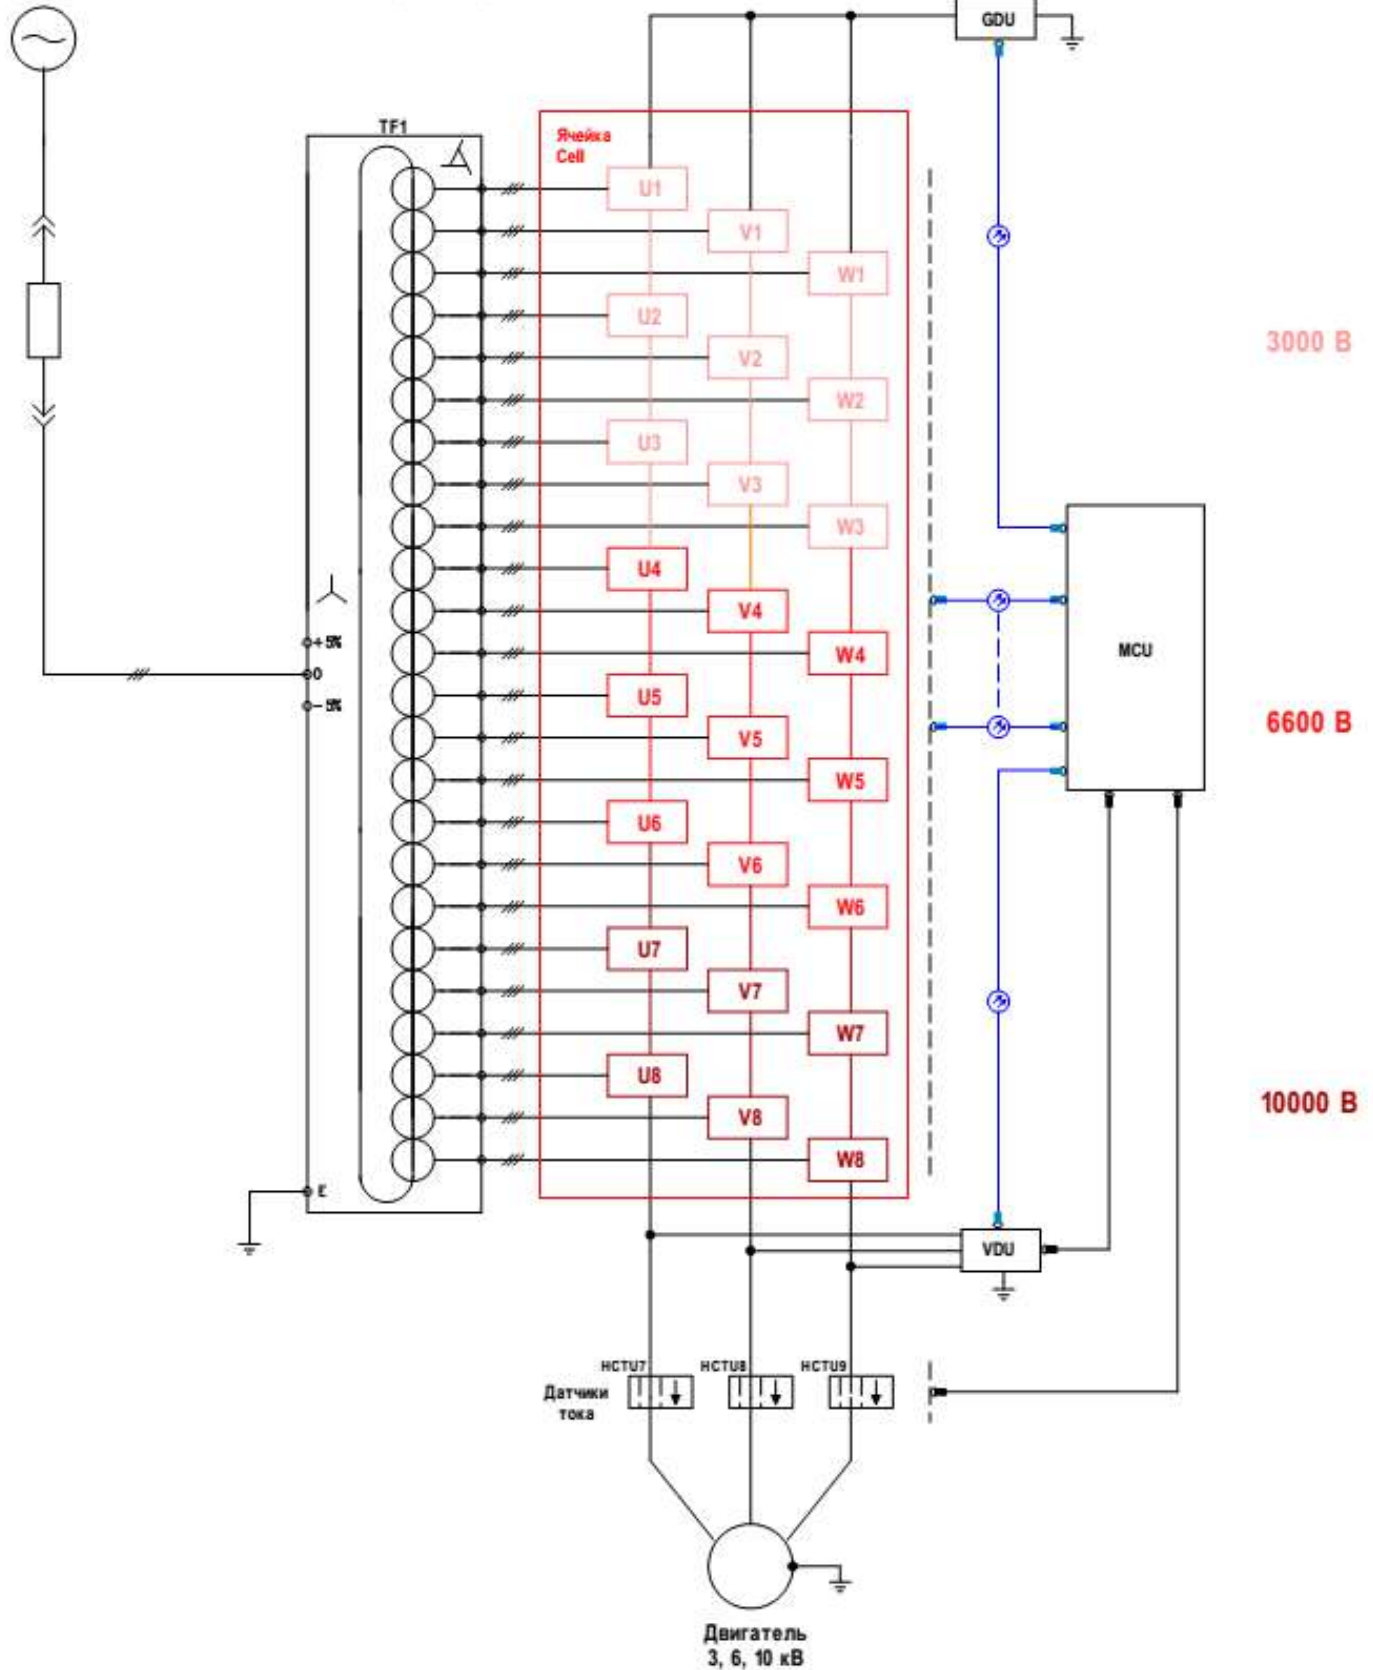 GDU
TF1
Ячейка
Cell
U1
V1
W1
U2
3000 В
V2
W2
U3
V3
W3
U4
V4
+5%
W4
MCU
0
U5
-5%
V5
6600 В
W5
U6
V6
W6
U7
V7
W7
U8
10000 В
V8
W8
E
VDU
HCTU7
HCTU8
HCTU9
Датчики
тока
Двигатель
3, 6, 10 кВ